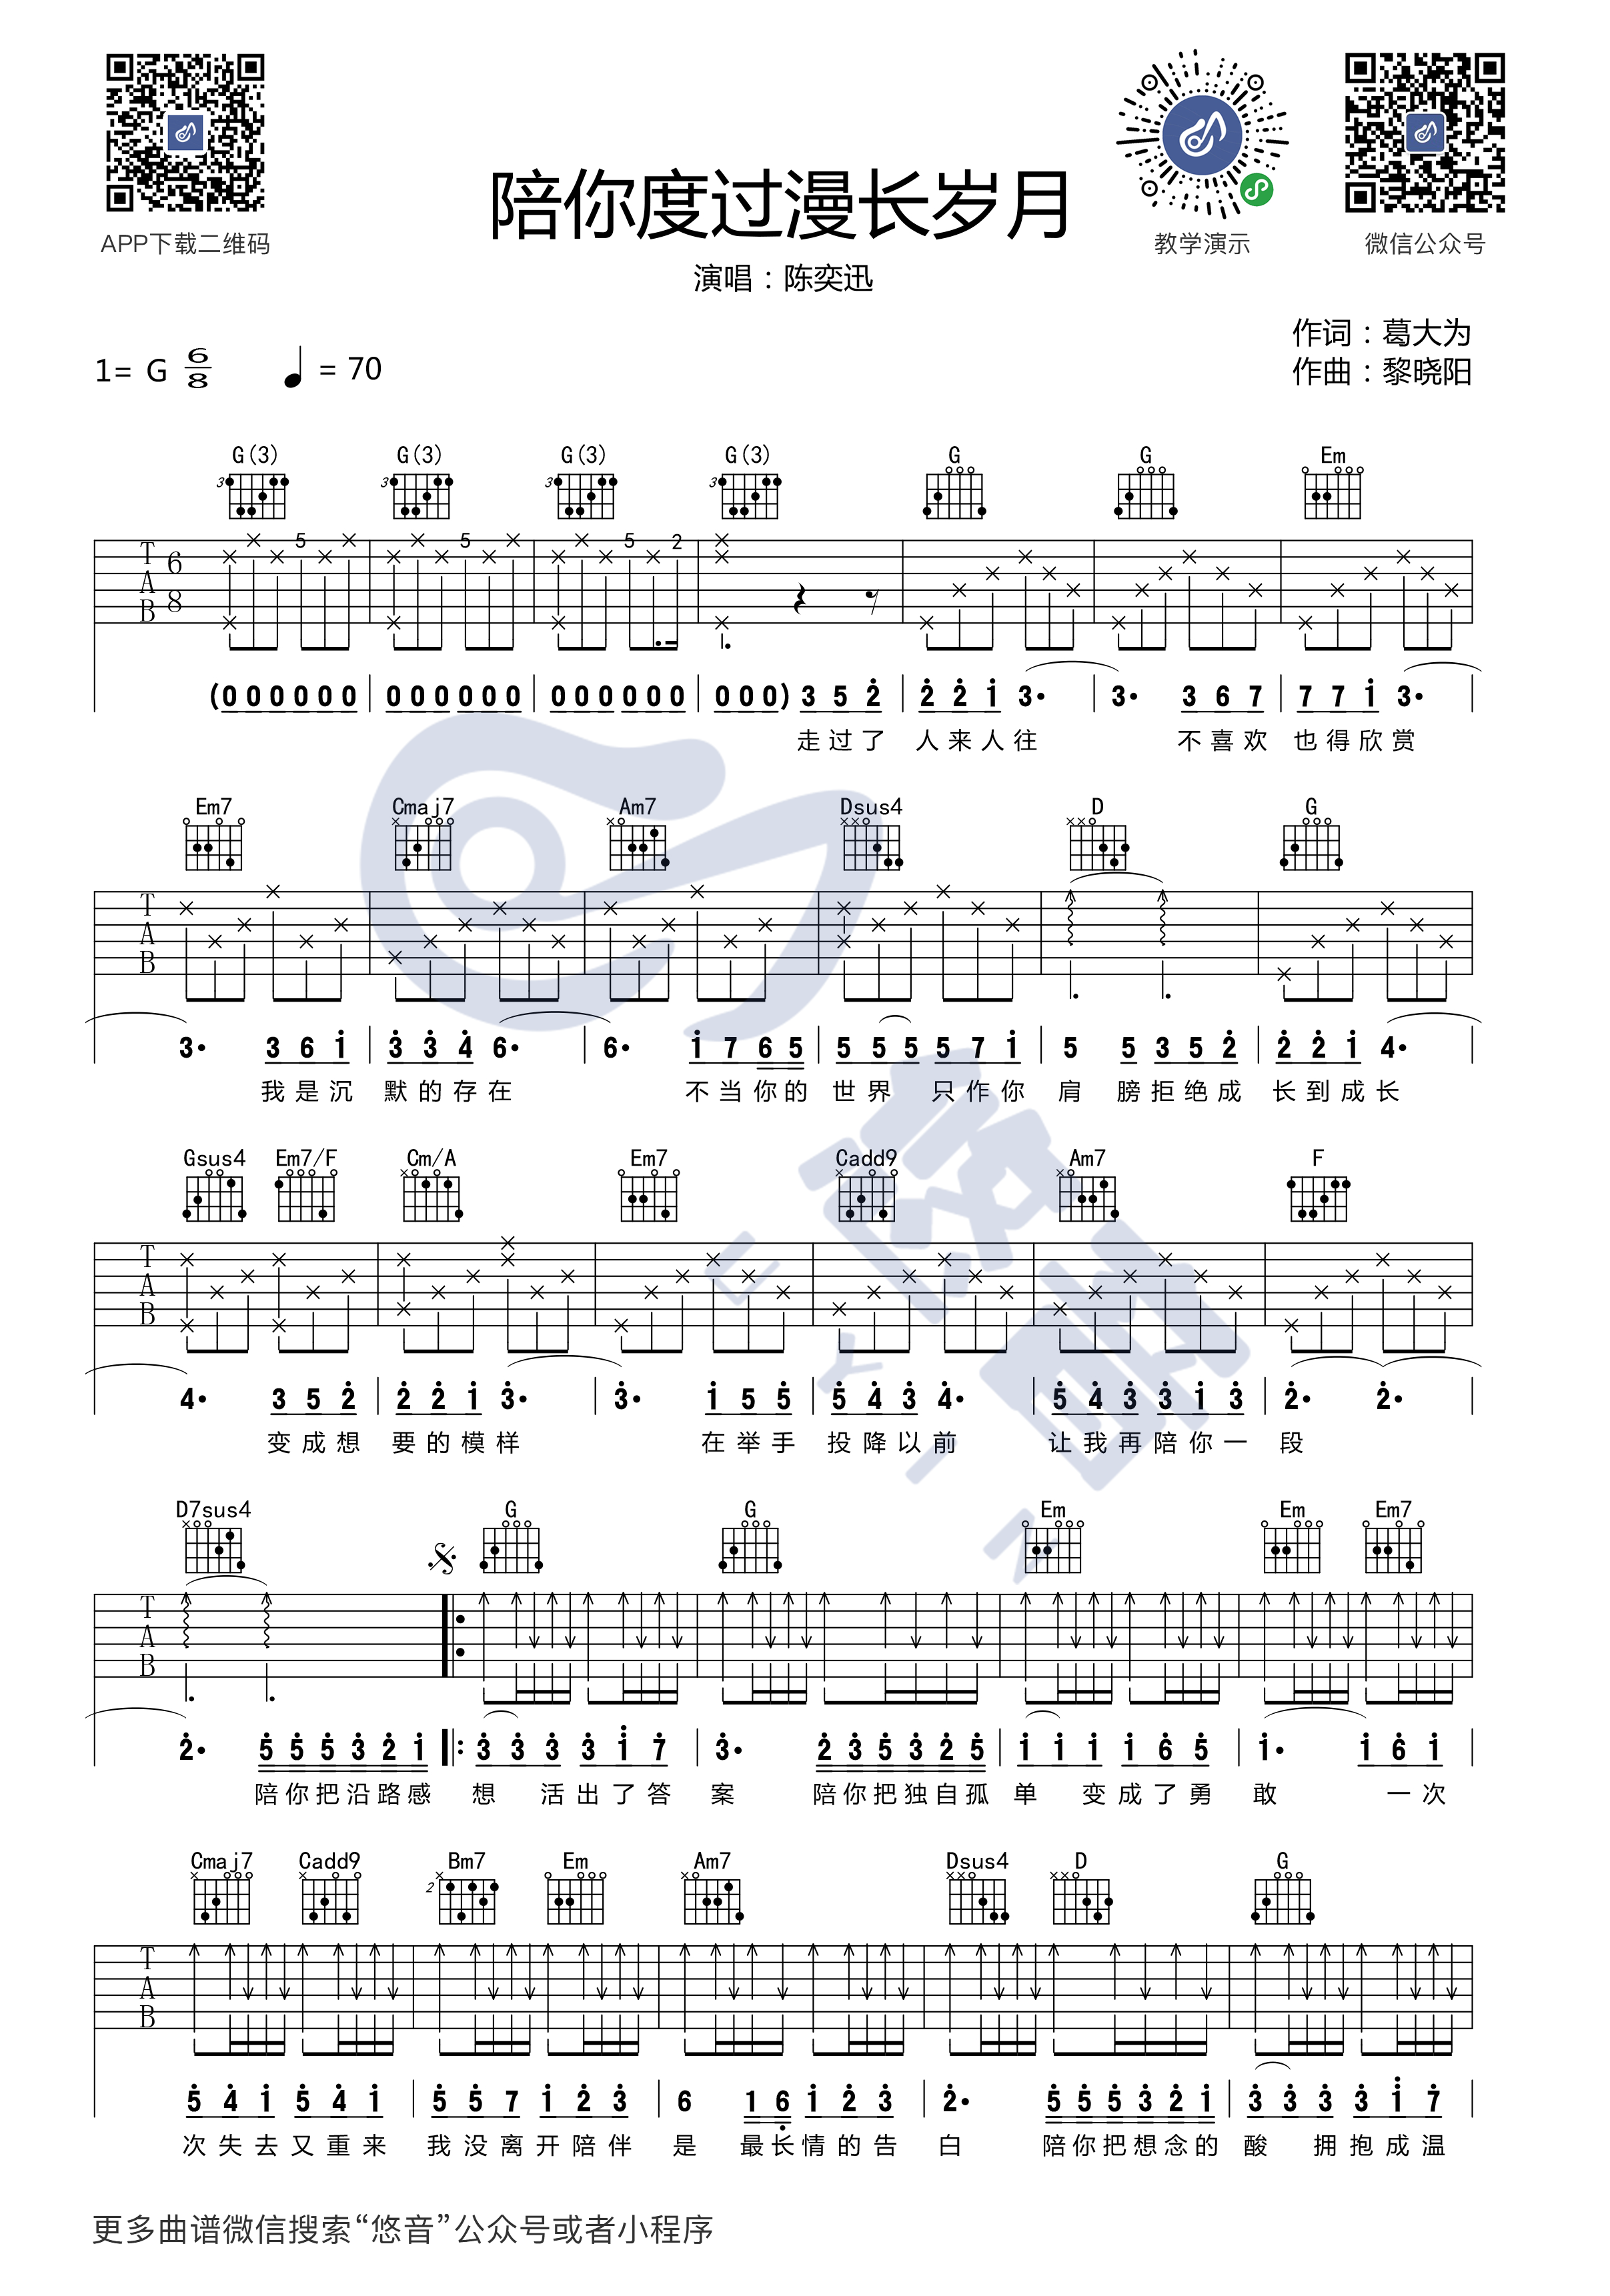 APP下载二维码
教学演示
微信公众号
陪你度过漫长岁月
演唱：陈奕迅
作词：葛大为
作曲：黎晓阳
1= G 6/8 ♩ = 70
G(3) G(3) G(3) G(3) G G Em
3 3 3 3
T A B 6 8 5 5 5 2
(0 0 0 0 0 0 | 0 0 0 0 0 0 | 0 0 0 0 0 0 | 0 0 0) 3 5 2 | 2 2 1 3· | 3· 3 6 7 | 7 7 1 3· |
走过了 人来人往 不喜欢 也得欣赏
Em7 Cmaj7 Am7 Dsus4 D G
T A B
3· 3 6 1 | 3 3 4 6· | 6· 1 7 6 5 | 5 5 5 5 7 1 | 5 5 3 5 2 | 2 2 1 4· |
我是沉 默的存在 不当你的 世界 只作你 肩 膀拒绝成 长到成长
Gsus4 Em7/F Cm/A Em7 Cadd9 Am7 F
T A B
4· 3 5 2 | 2 2 1 3· | 3· 1 5 5 | 5 4 3 4· | 5 4 3 3 1 3 | 2· 2· |
变成想 要的模样 在举手 投降以前 让我再陪你一 段
D7sus4 G G Em Em Em7
T A B
2· 5 5 5 3 2 1 |: 3 3 3 3 1 7 | 3· 2 3 5 3 2 5 | 1 1 1 1 6 5 | 1· 1 6 1 |
陪你把沿路感 想 活出了答 案 陪你把独自孤 单 变成了勇 敢 一次
Cmaj7 Cadd9 Bm7 Em Am7 Dsus4 D G
2
T A B
5 4 1 5 4 1 | 5 5 7 1 2 3 | 6 1 6 1 2 3 | 2· 5 5 5 3 2 1 | 3 3 3 3 1 7 |
次失去又重来 我没离开陪伴 是 最长情的告 白 陪你把想念的 酸 拥抱成温
悠音
U Y I N
更多曲谱微信搜索“悠音”公众号或者小程序